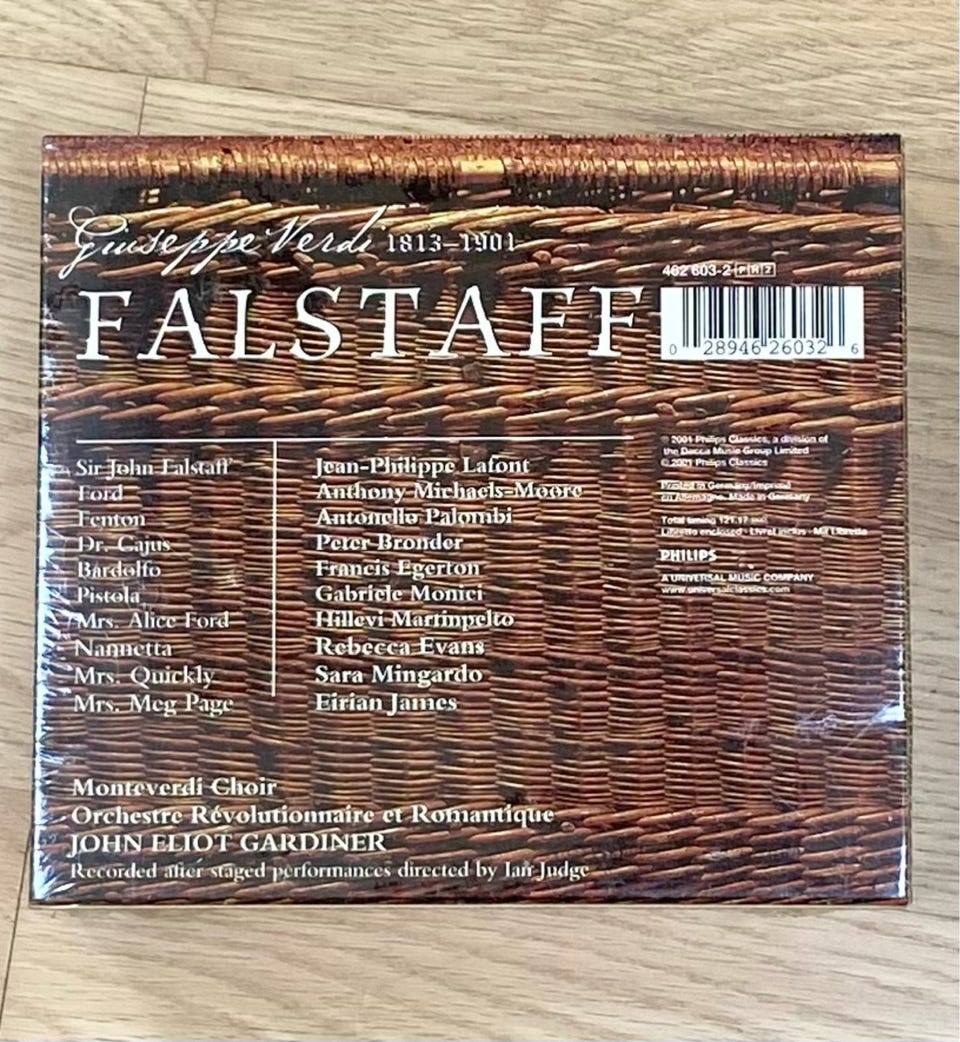 Giuseppe Verdi 1813–1901
FALSTAFF
462 603-2 PH2
0 28946 26032 6
Sir John Falstaff Jean-Philippe Lafont
Ford Anthony Michaels-Moore
Fenton Antonello Palombi
Dr. Cajus Peter Bronder
Bardolfo Francis Egerton
Pistola Gabriele Monici
Mrs. Alice Ford Hillevi Martinpelto
Nannetta Rebecca Evans
Mrs. Quickly Sara Mingardo
Mrs. Meg Page Eirian James
℗ 2001 Philips Classics, a division of
the Decca Music Group Limited
© 2001 Philips Classics
Printed in Germany/Imprimé
en Allemagne. Made in Germany
Total timing 121.17
Libretto enclosed · Livret inclus · Mit Libretto
PHILIPS
A UNIVERSAL MUSIC COMPANY
www.universalclassics.com
Monteverdi Choir
Orchestre Révolutionnaire et Romantique
JOHN ELIOT GARDINER
Recorded after staged performances directed by Ian Judge